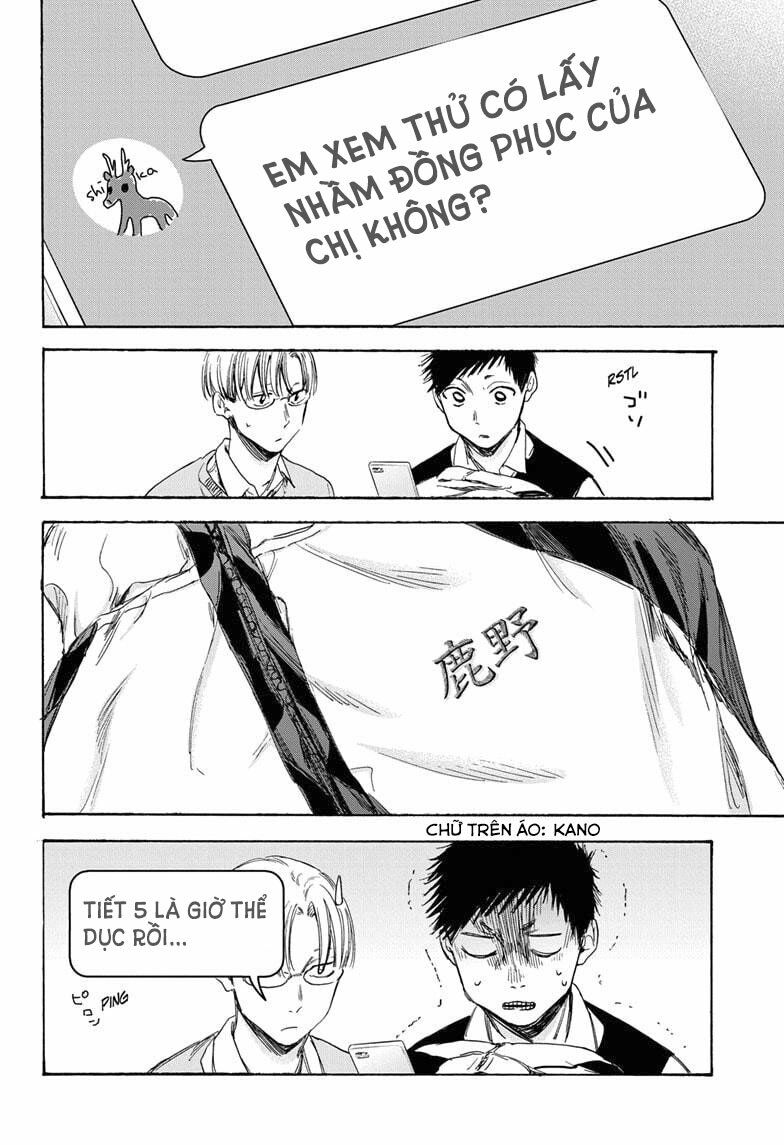 EM XEM THỬ CÓ LẤY
NHẦM ĐỒNG PHỤC CỦA
CHỊ KHÔNG?
shi ka
RSTL
ゴソ
鹿野
CHỮ TRÊN ÁO: KANO
TIẾT 5 LÀ GIỜ THỂ
DỤC RỒI...
ピロン
PING